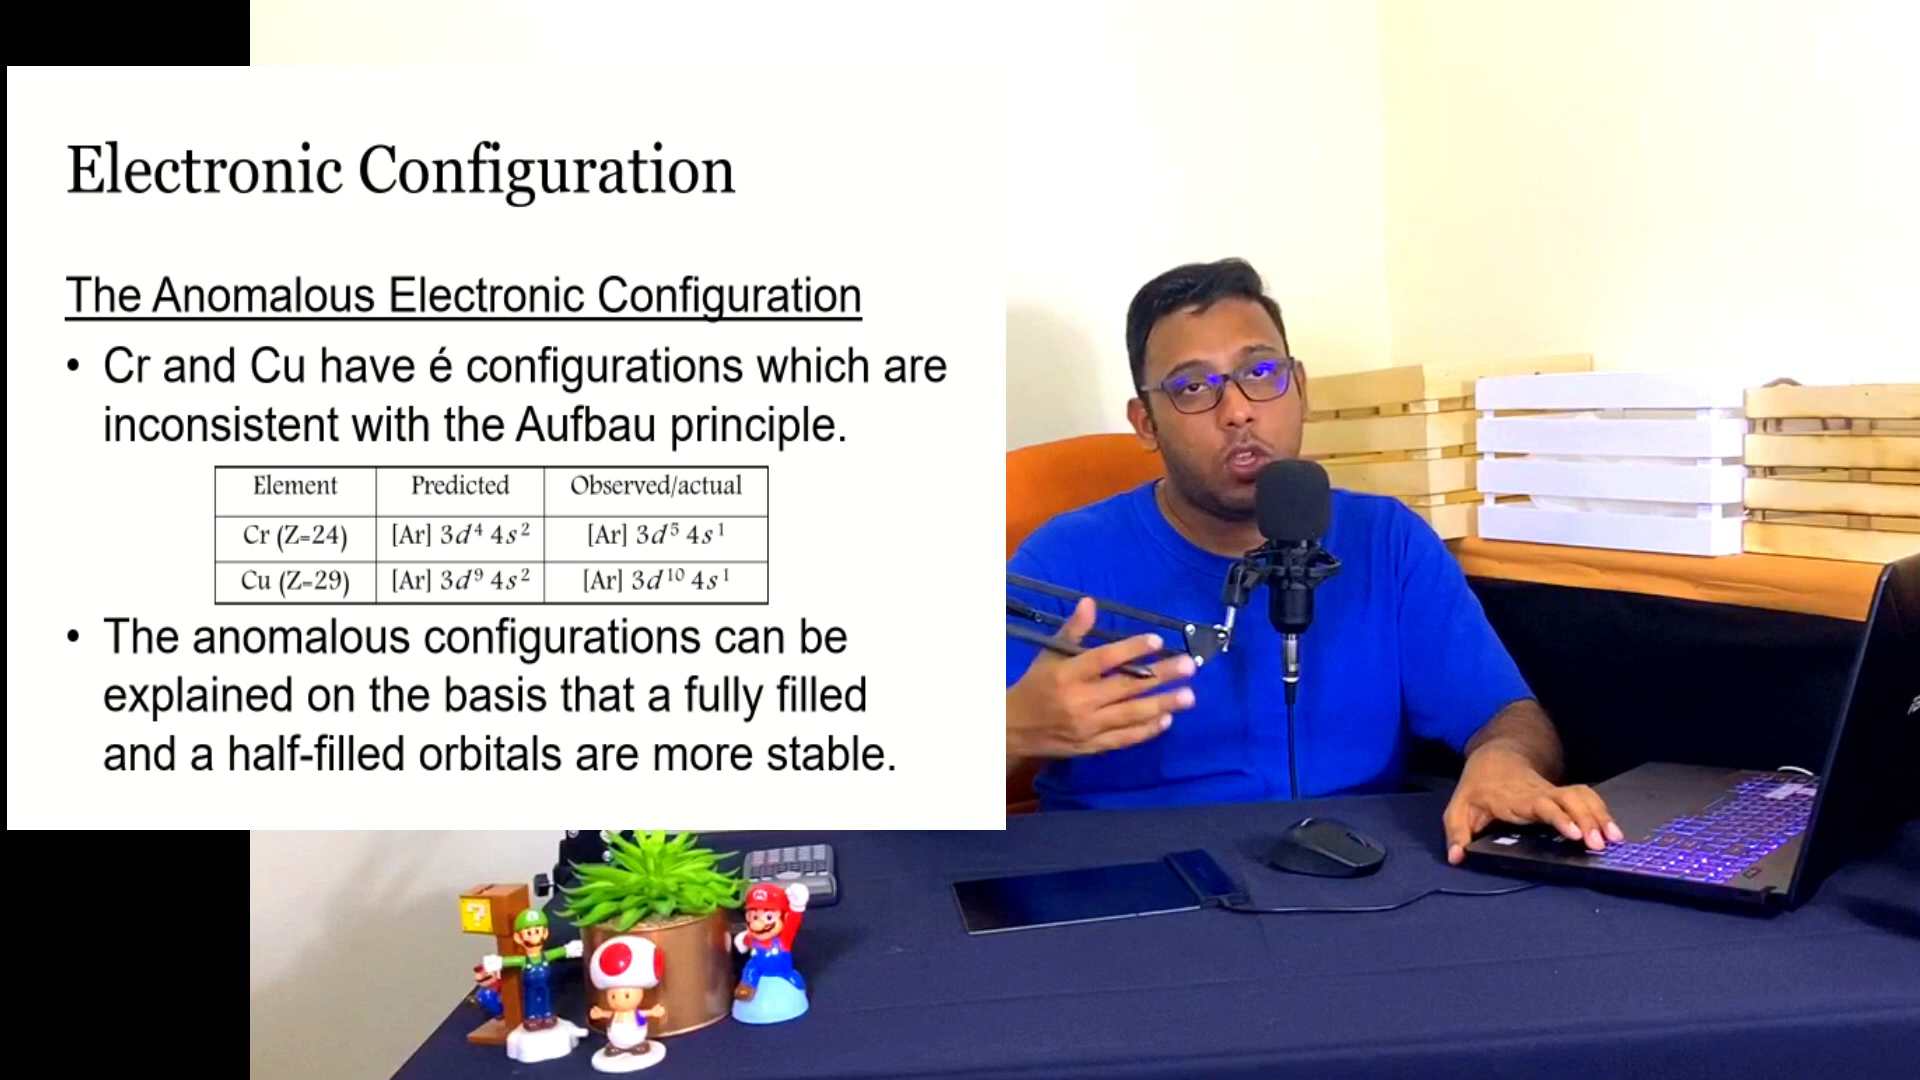 Electronic Configuration
The Anomalous Electronic Configuration
• Cr and Cu have é configurations which are
inconsistent with the Aufbau principle.
Element Predicted Observed/actual
Cr (Z=24) [Ar] 3d⁴ 4s² [Ar] 3d⁵ 4s¹
Cu (Z=29) [Ar] 3d⁹ 4s² [Ar] 3d¹⁰ 4s¹
• The anomalous configurations can be
explained on the basis that a fully filled
and a half-filled orbitals are more stable.
?